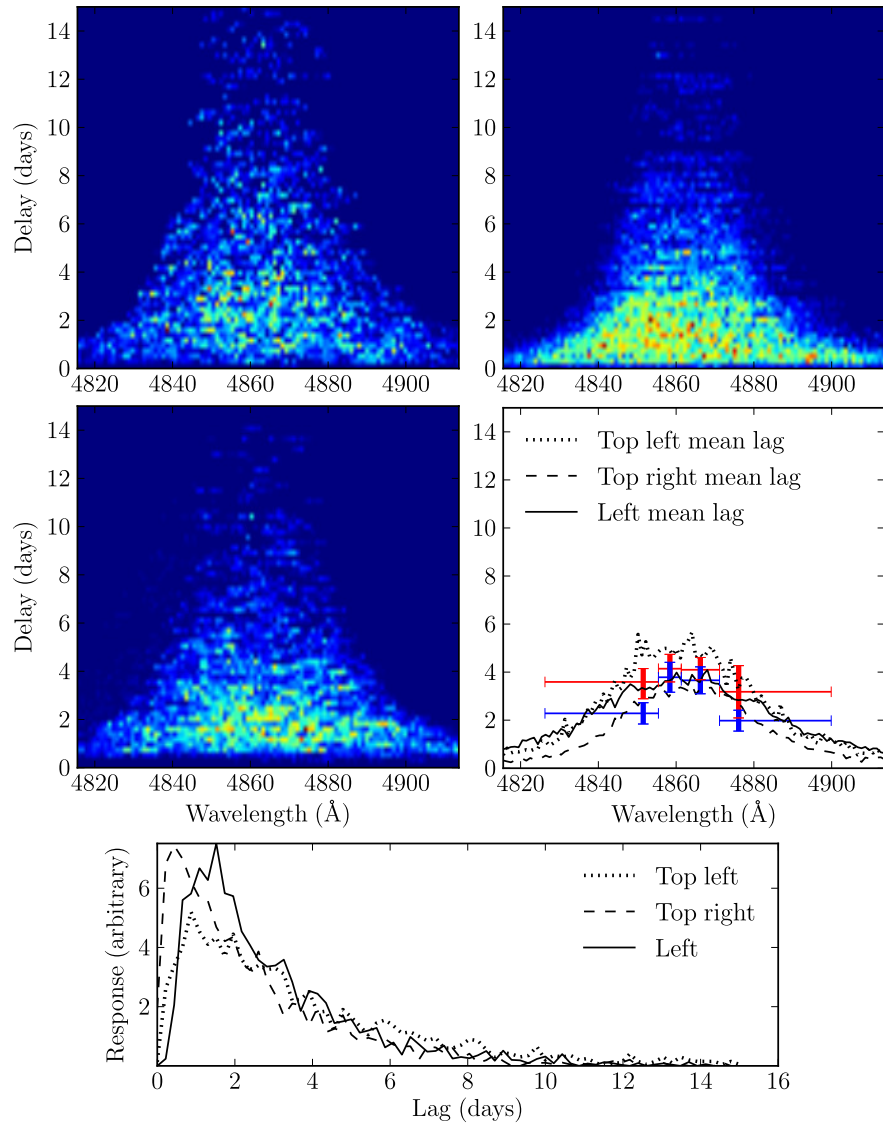 14
12
10
8
6
4
2
0
Delay (days)
4820 4840 4860 4880 4900
14
12
10
8
6
4
2
0
4820 4840 4860 4880 4900
14
12
10
8
6
4
2
0
Delay (days)
4820 4840 4860 4880 4900
Wavelength (Å)
14
12
10
8
6
4
2
0
Top left mean lag
Top right mean lag
Left mean lag
4820 4840 4860 4880 4900
Wavelength (Å)
6
4
2
Response (arbitrary)
Top left
Top right
Left
0 2 4 6 8 10 12 14 16
Lag (days)